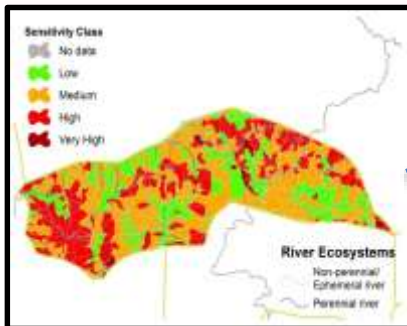 Sensitivity Class
No data
Low
Medium
High
Very High
River Ecosystems
Non-perennial/
Ephemeral river
Perennial river